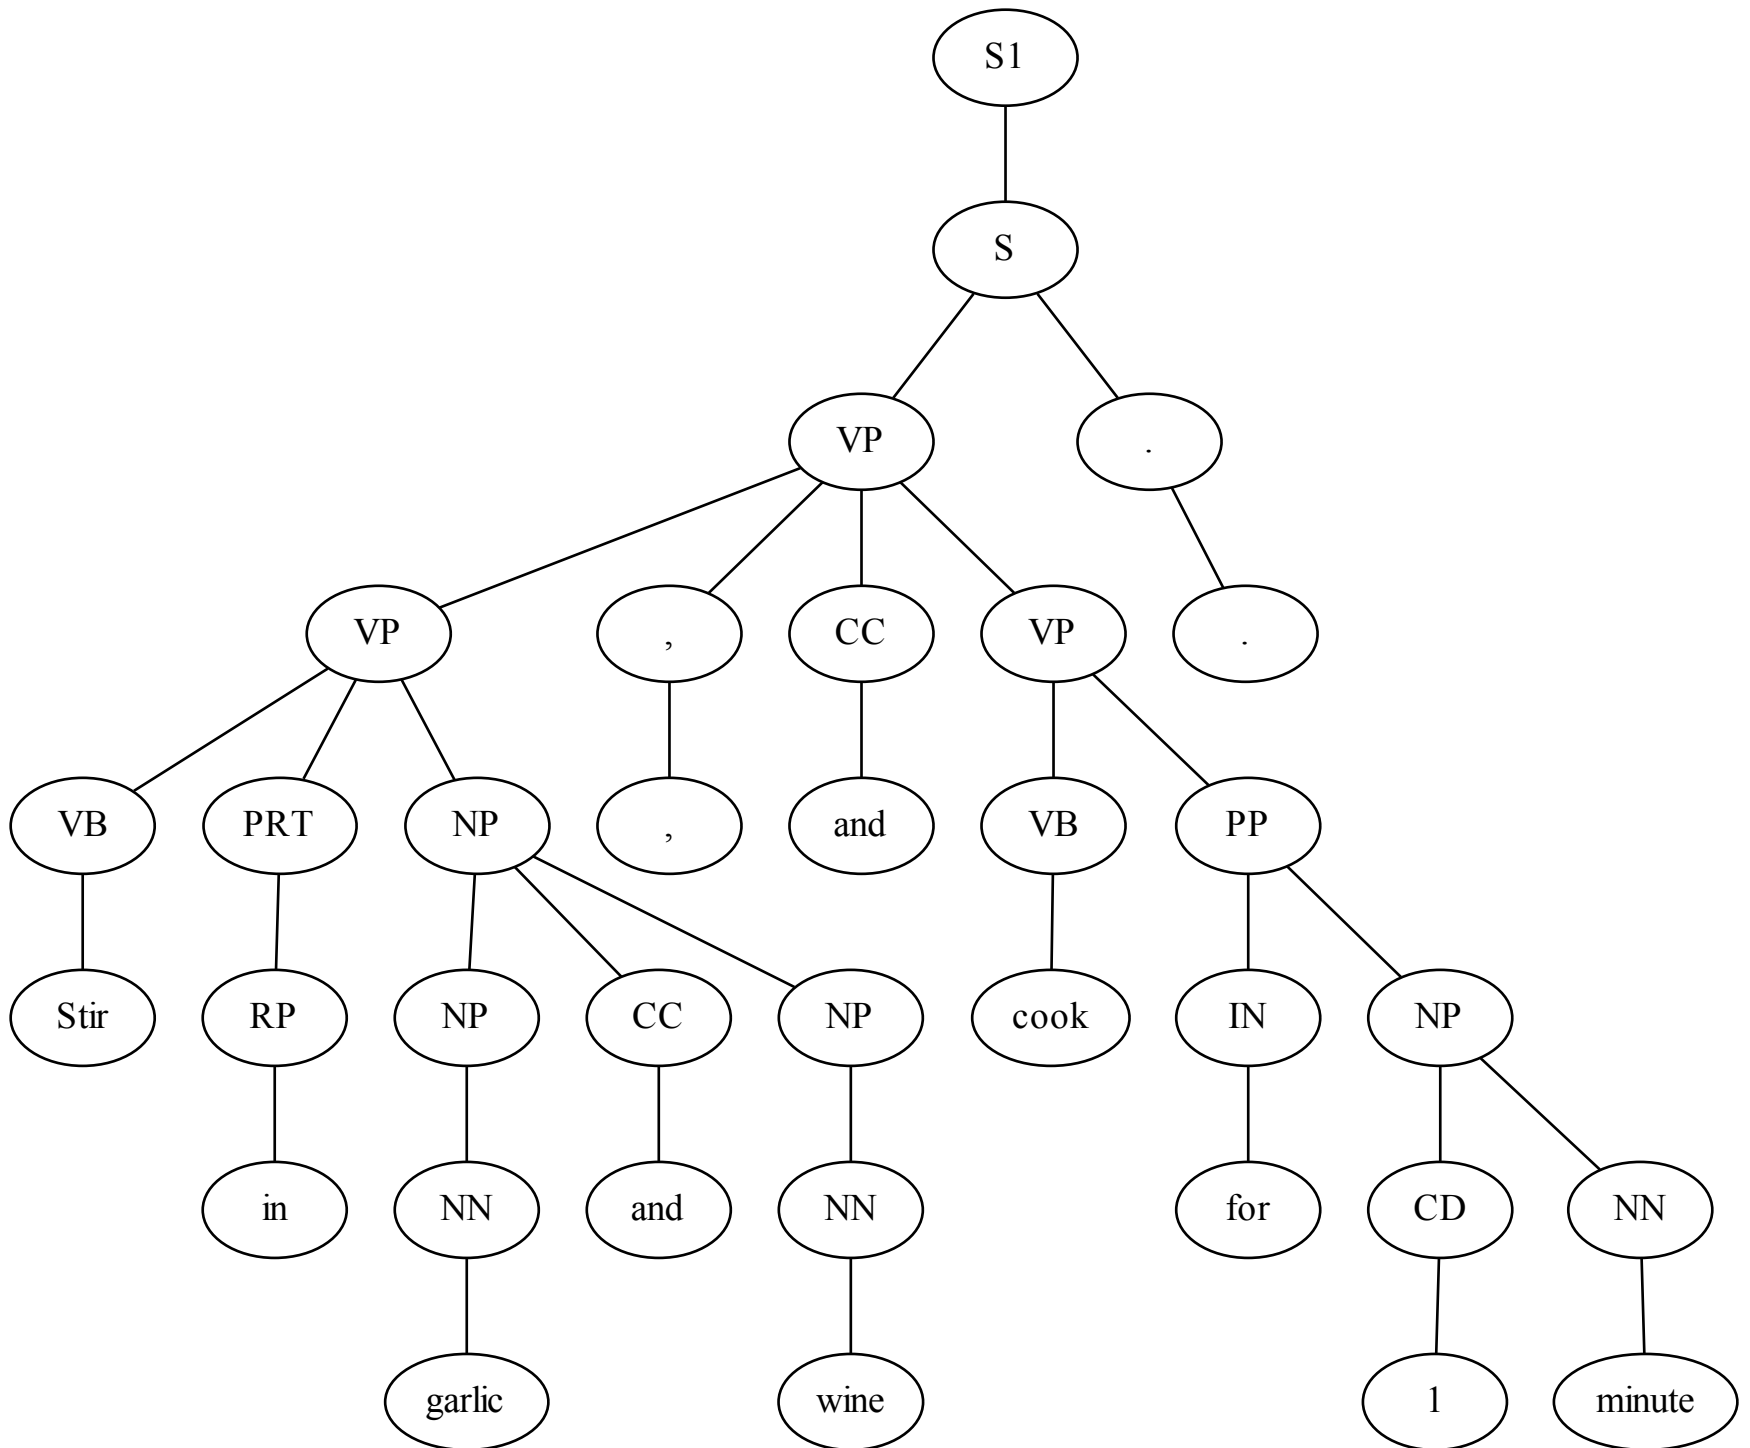 S1
S
VP .
VP , CC VP .
VB PRT NP , and VB PP
Stir RP NP CC NP cook IN NP
in NN and NN for CD NN
garlic wine 1 minute